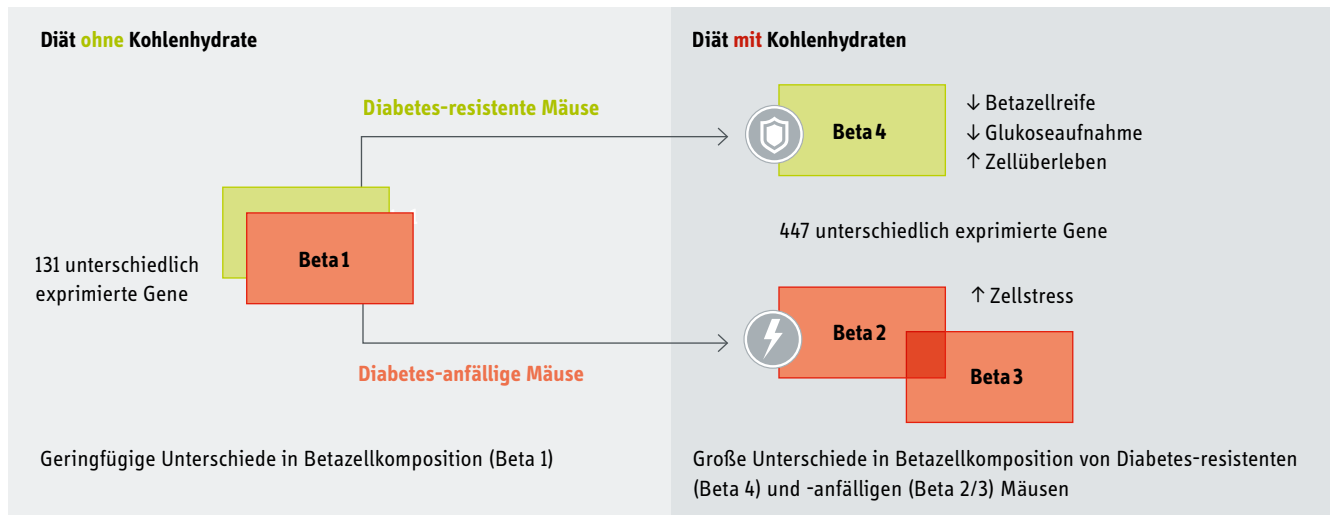 Diät ohne Kohlenhydrate
Diabetes-resistente Mäuse
131 unterschiedlich
exprimierte Gene
Beta 1
Diabetes-anfällige Mäuse
Geringfügige Unterschiede in Betazellkomposition (Beta 1)
Diät mit Kohlenhydraten
Beta 4
↓ Betazellreife
↓ Glukoseaufnahme
↑ Zellüberleben
447 unterschiedlich exprimierte Gene
↑ Zellstress
Beta 2
Beta 3
Große Unterschiede in Betazellkomposition von Diabetes-resistenten
(Beta 4) und -anfälligen (Beta 2/3) Mäusen